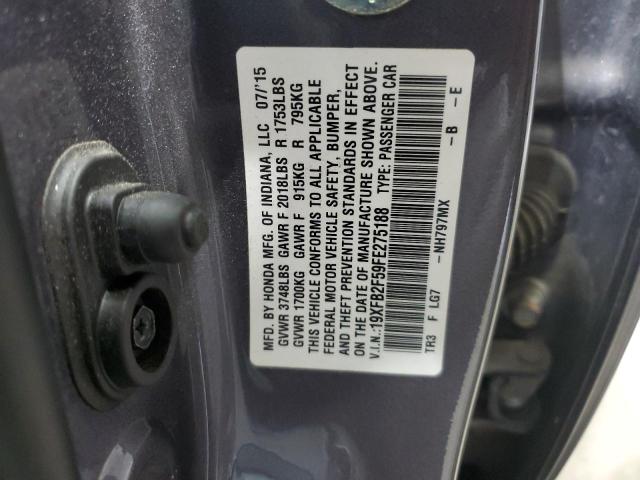 MFD. BY HONDA MFG. OF INDIANA, LLC 07/'15
GVWR 3748LBS GAWR F 2018LBS R 1753LBS
GVWR 1700KG GAWR F 915KG R 795KG
THIS VEHICLE CONFORMS TO ALL APPLICABLE
FEDERAL MOTOR VEHICLE SAFETY, BUMPER,
AND THEFT PREVENTION STANDARDS IN EFFECT
ON THE DATE OF MANUFACTURE SHOWN ABOVE.
V.I.N.:19XFB2F59FE275188 TYPE: PASSENGER CAR
TR3 F LG7 -NH797MX -B -E